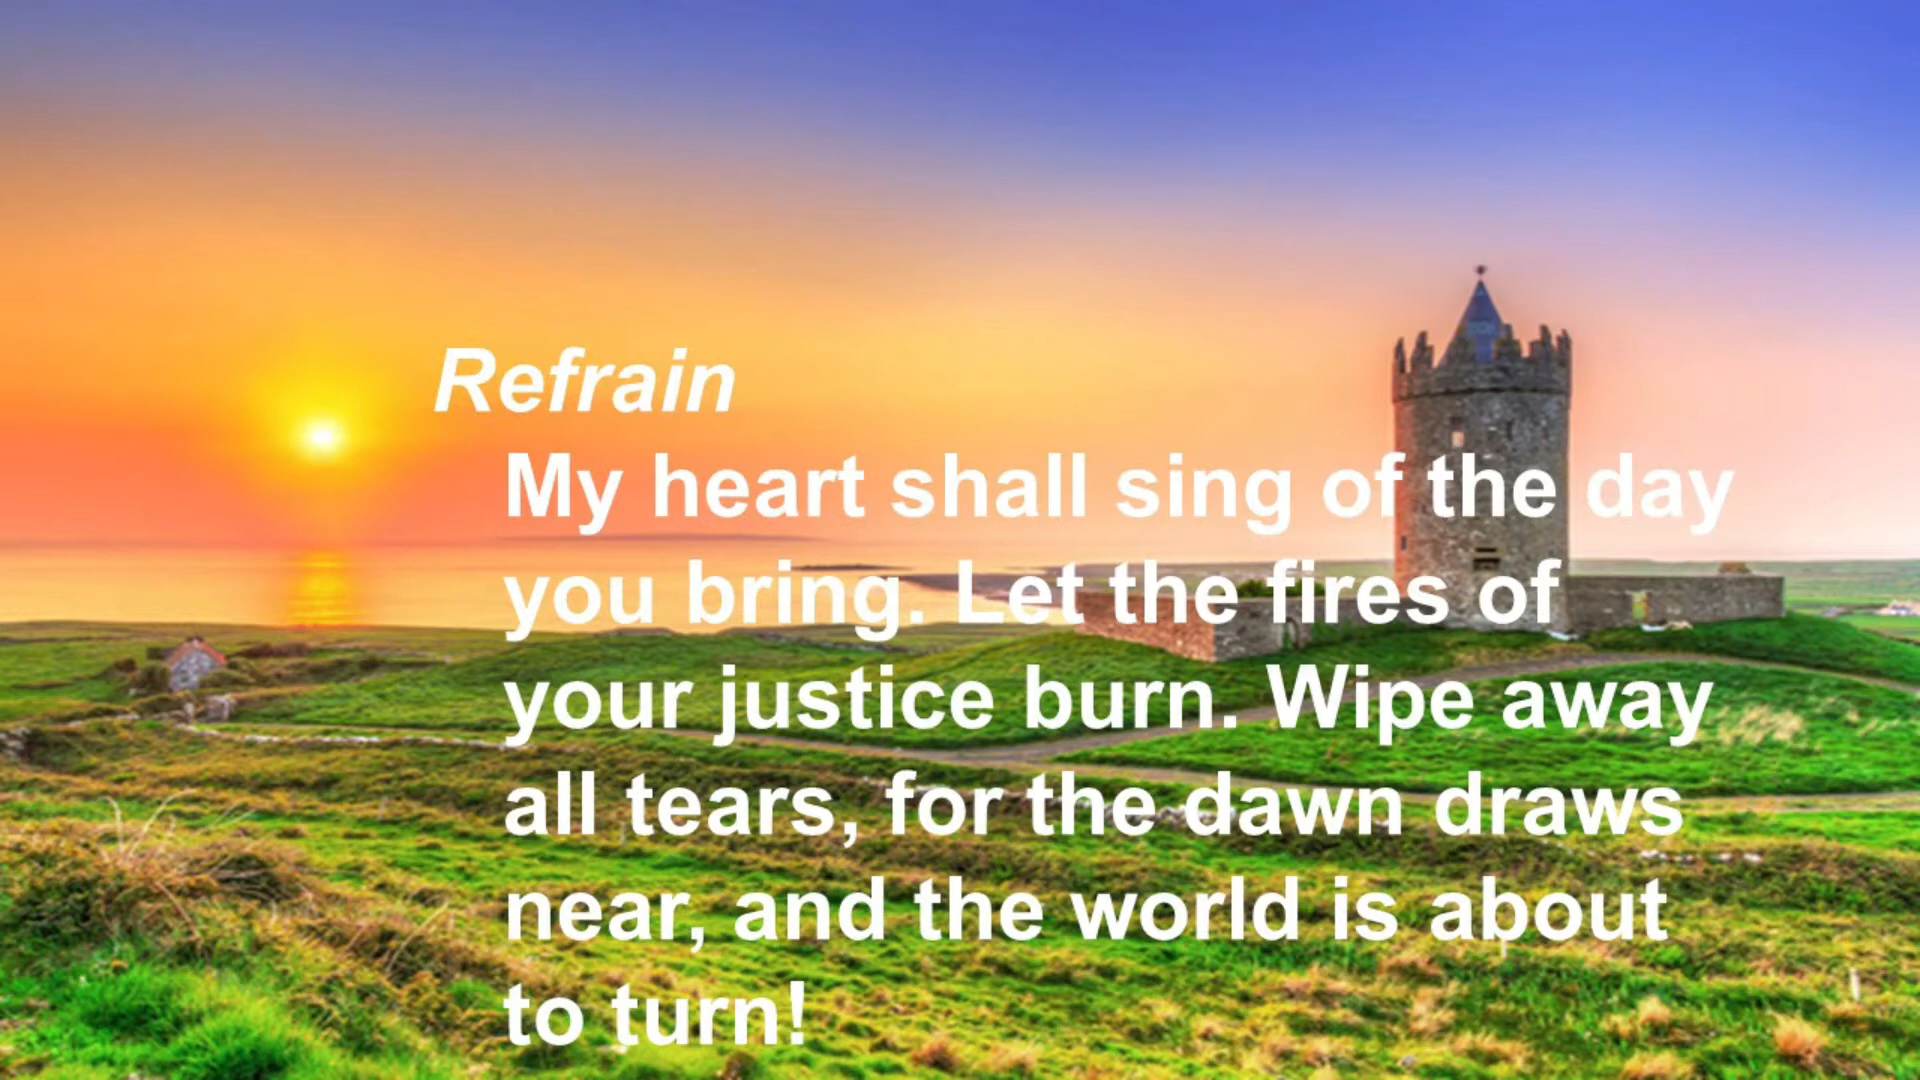 Refrain
My heart shall sing of the day
you bring. Let the fires of
your justice burn. Wipe away
all tears, for the dawn draws
near, and the world is about
to turn!